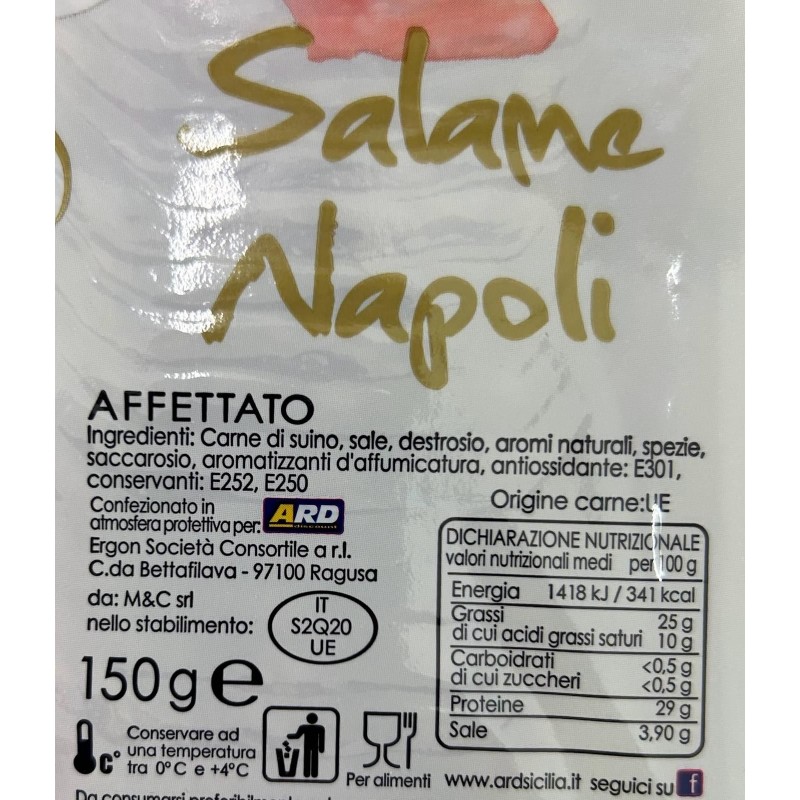 Salame
Napoli
AFFETTATO
Ingredienti: Carne di suino, sale, destrosio, aromi naturali, spezie,
saccarosio, aromatizzanti d'affumicatura, antiossidante: E301,
conservanti: E252, E250
Origine carne:UE
Confezionato in
atmosfera protettiva per:
ARD
discount
Ergon Società Consortile a r.l.
C.da Bettafilava - 97100 Ragusa
da: M&C srl
nello stabilimento:
IT
S2Q20
UE
150g e
DICHIARAZIONE NUTRIZIONALE
valori nutrizionali medi per 100 g
Energia 1418 kJ / 341 kcal
Grassi 25 g
di cui acidi grassi saturi 10 g
Carboidrati <0,5 g
di cui zuccheri <0,5 g
Proteine 29 g
Sale 3,90 g
C°
Conservare ad
una temperatura
tra 0°C e +4°C
Per alimenti
www.ardsicilia.it seguici su f
Da consumarsi